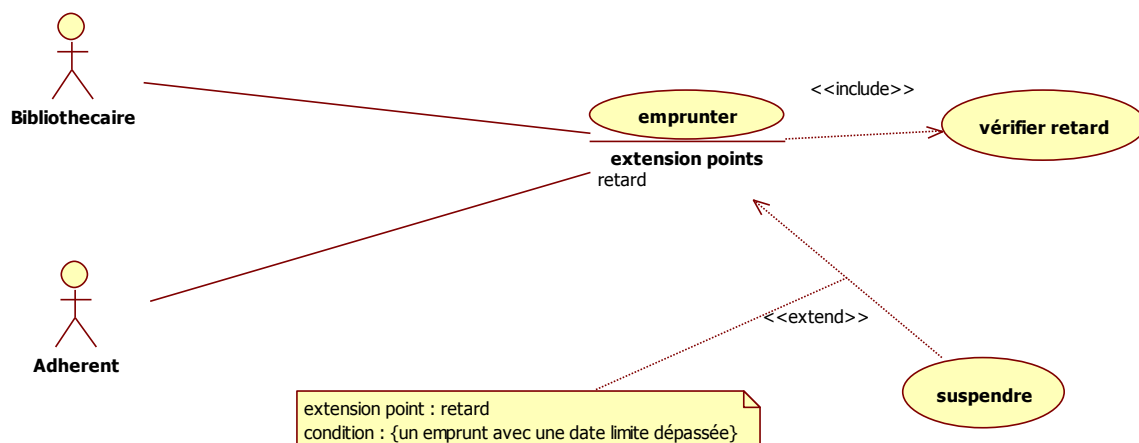 Bibliothecaire
<<include>>
emprunter
vérifier retard
extension points
retard
Adherent
<<extend>>
suspendre
extension point : retard
condition : {un emprunt avec une date limite dépassée}